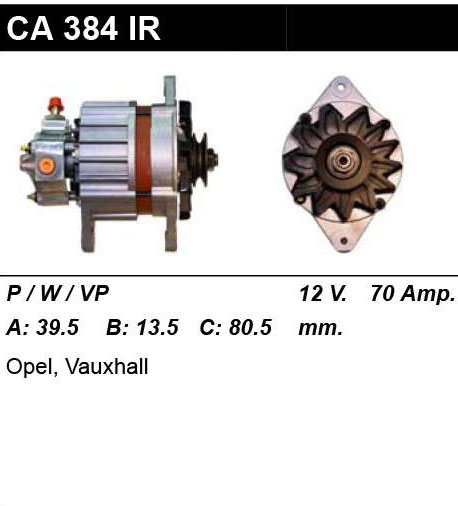 CA 384 IR
P / W / VP 12 V. 70 Amp.
A: 39.5 B: 13.5 C: 80.5 mm.
Opel, Vauxhall